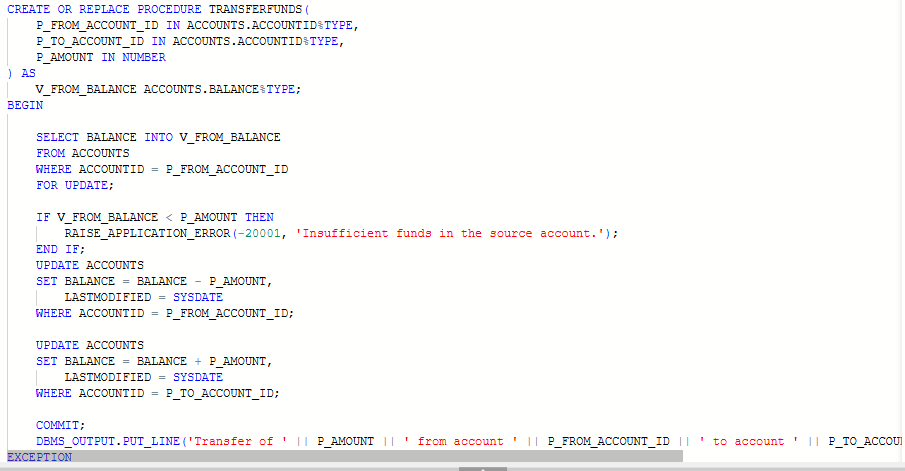 CREATE OR REPLACE PROCEDURE TRANSFERFUNDS(
P_FROM_ACCOUNT_ID IN ACCOUNTS.ACCOUNTID%TYPE,
P_TO_ACCOUNT_ID IN ACCOUNTS.ACCOUNTID%TYPE,
P_AMOUNT IN NUMBER
) AS
V_FROM_BALANCE ACCOUNTS.BALANCE%TYPE;
BEGIN
SELECT BALANCE INTO V_FROM_BALANCE
FROM ACCOUNTS
WHERE ACCOUNTID = P_FROM_ACCOUNT_ID
FOR UPDATE;
IF V_FROM_BALANCE < P_AMOUNT THEN
RAISE_APPLICATION_ERROR(-20001, 'Insufficient funds in the source account.');
END IF;
UPDATE ACCOUNTS
SET BALANCE = BALANCE - P_AMOUNT,
LASTMODIFIED = SYSDATE
WHERE ACCOUNTID = P_FROM_ACCOUNT_ID;
UPDATE ACCOUNTS
SET BALANCE = BALANCE + P_AMOUNT,
LASTMODIFIED = SYSDATE
WHERE ACCOUNTID = P_TO_ACCOUNT_ID;
COMMIT;
DBMS_OUTPUT.PUT_LINE('Transfer of ' || P_AMOUNT || ' from account ' || P_FROM_ACCOUNT_ID || ' to account ' || P_TO_ACCOU
EXCEPTION